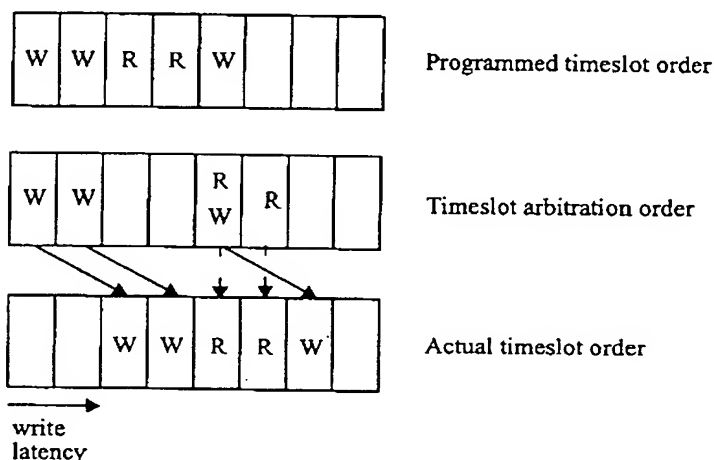 W W R R W
Programmed timeslot order
W W R W R
Timeslot arbitration order
W W R R W
Actual timeslot order
write
latency